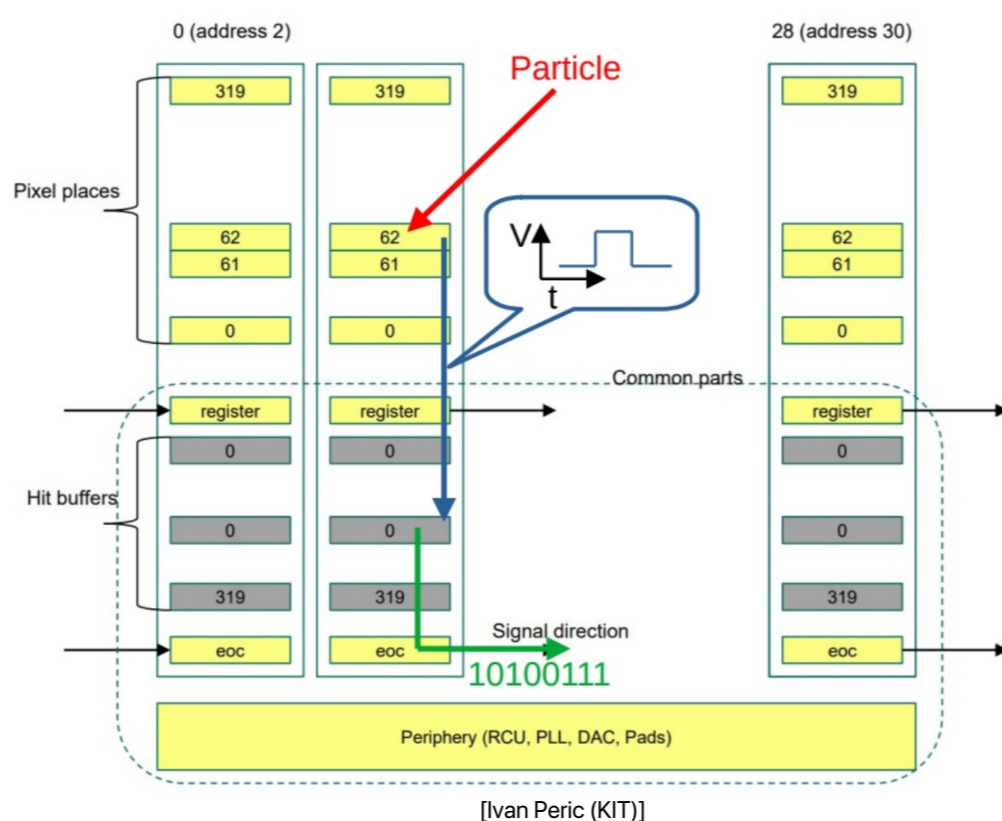 0 (address 2)
28 (address 30)
Particle
319
319
319
Pixel places
V
t
62
62
62
61
61
61
0
0
0
Common parts
register
register
register
0
0
0
Hit buffers
0
0
0
319
319
319
Signal direction
eoc
eoc
eoc
10100111
Periphery (RCU, PLL, DAC, Pads)
[Ivan Peric (KIT)]